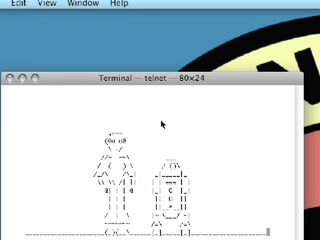 Edit View Window Help
Terminal — telnet — 80×24